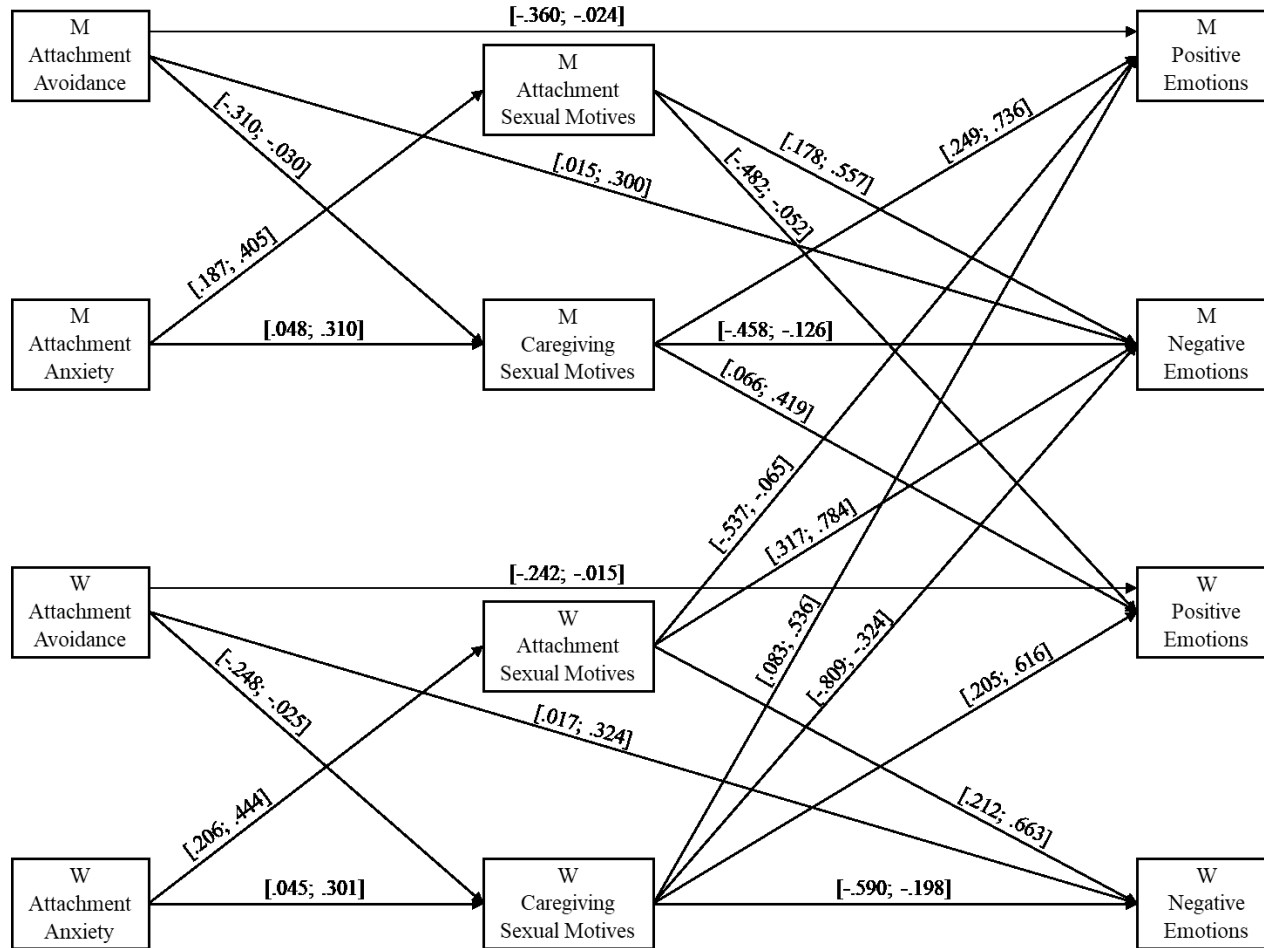 [-.360; -.024]
M
Attachment
Avoidance
M
Attachment
Sexual Motives
M
Positive
Emotions
[-.310; -.030]
[.187; .405]
[.015; .300]
[.178; .557]
[-.482; -.052]
[.249; .736]
M
Attachment
Anxiety
[.048; .310]
M
Caregiving
Sexual Motives
[-.458; -.126]
M
Negative
Emotions
[.066; .419]
[-.537; -.065]
[.317; .784]
W
Attachment
Avoidance
[-.242; -.015]
W
Attachment
Sexual Motives
W
Positive
Emotions
[-.248; -.025]
[.206; .444]
[.017; .324]
[.083; .536]
[-.809; -.324]
[.205; .616]
[.212; .663]
W
Attachment
Anxiety
[.045; .301]
W
Caregiving
Sexual Motives
[-.590; -.198]
W
Negative
Emotions